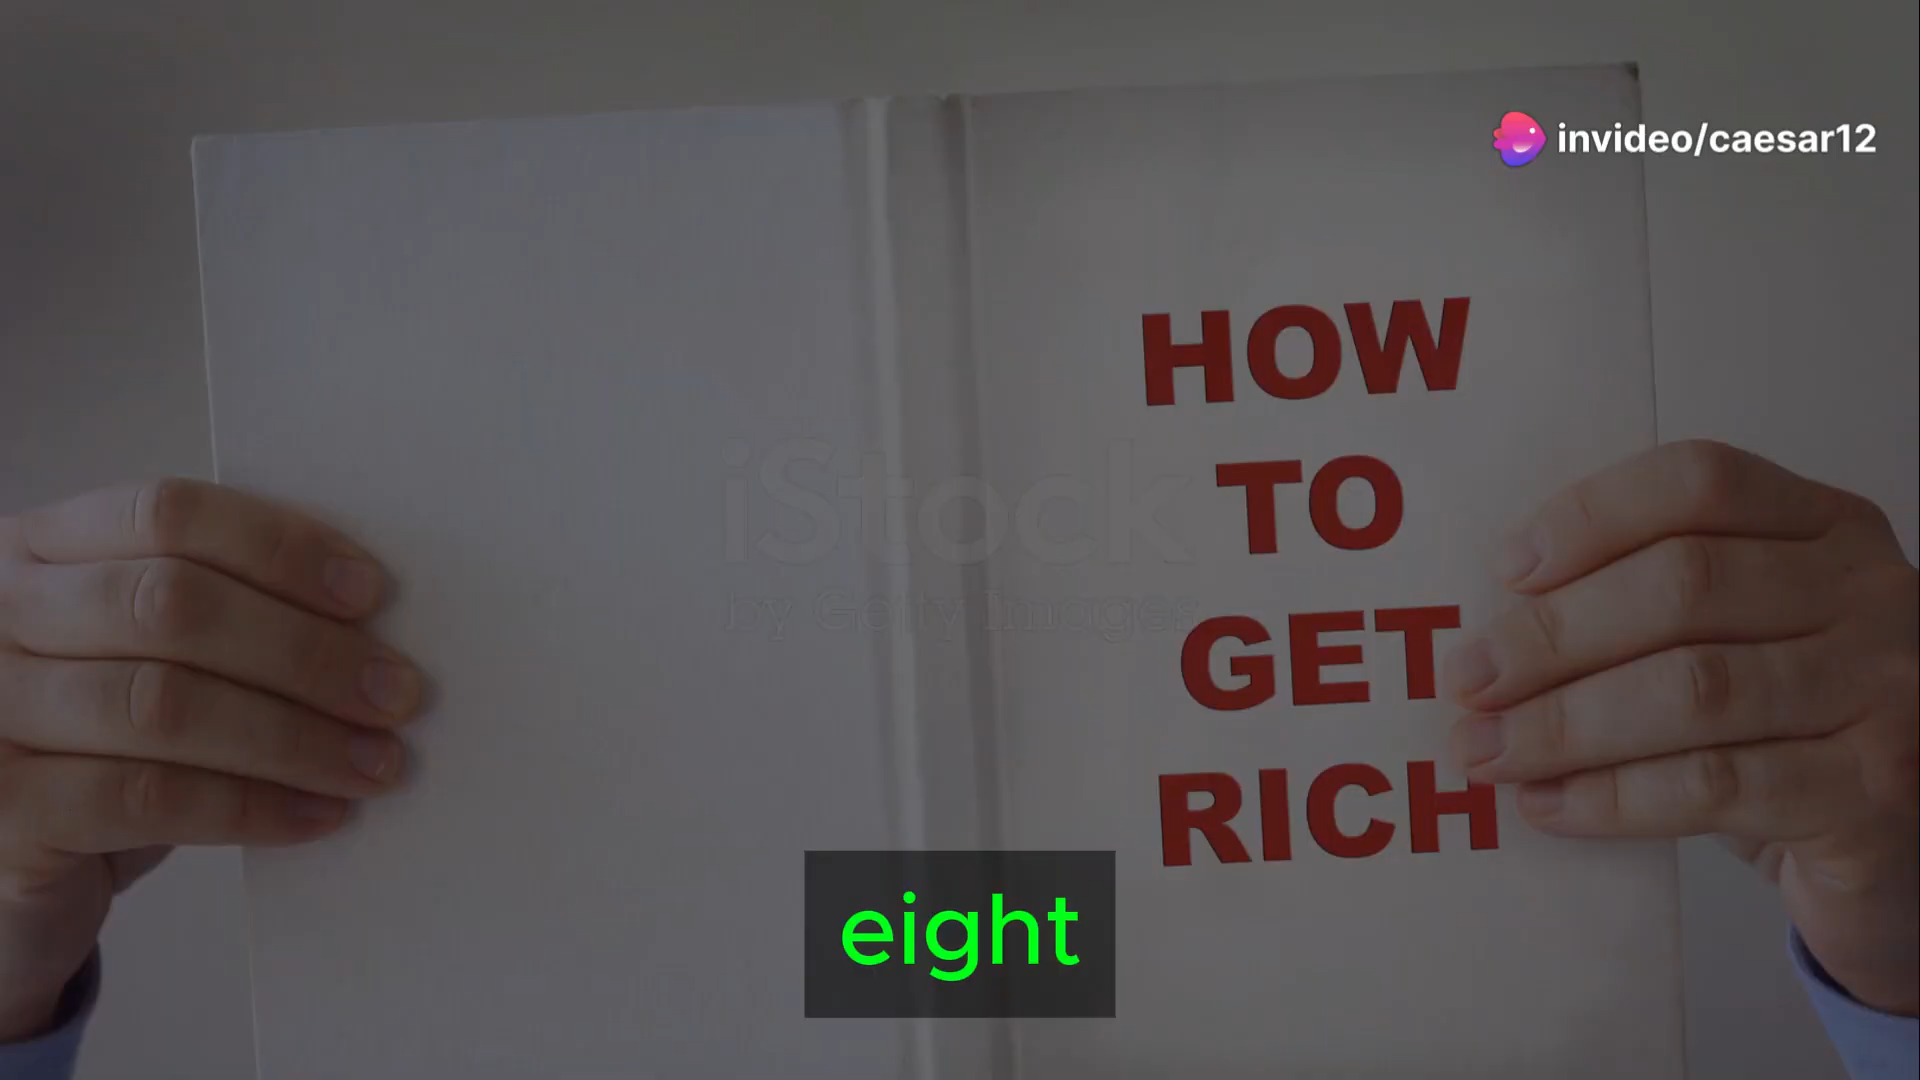 invideo/caesar12
HOW
TO
GET
RICH
iStock
by Getty Images
eight